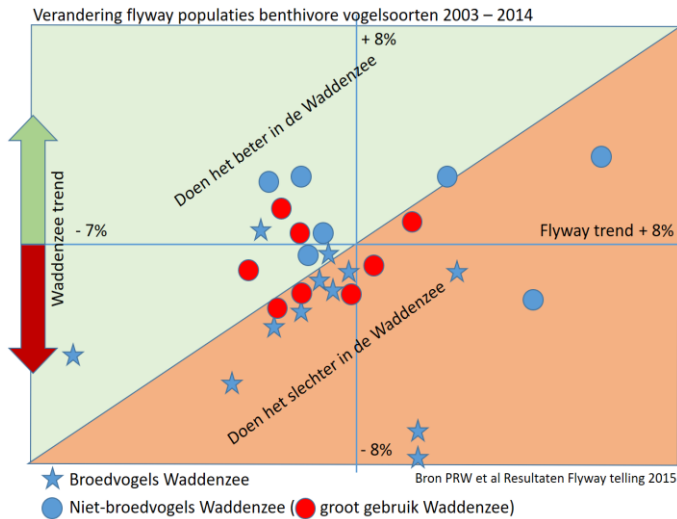 Verandering flyway populaties benthivore vogelsoorten 2003 – 2014
+ 8%
Doen het beter in de Waddenzee
Waddenzee trend
- 7%
Flyway trend + 8%
Doen het slechter in de Waddenzee
- 8%
Bron PRW et al Resultaten Flyway telling 2015
Broedvogels Waddenzee
Niet-broedvogels Waddenzee ( groot gebruik Waddenzee)